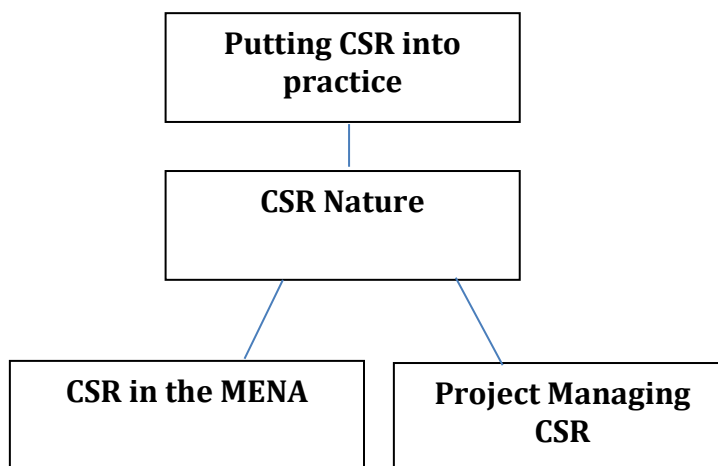 Putting CSR into
practice
CSR Nature
CSR in the MENA
Project Managing
CSR